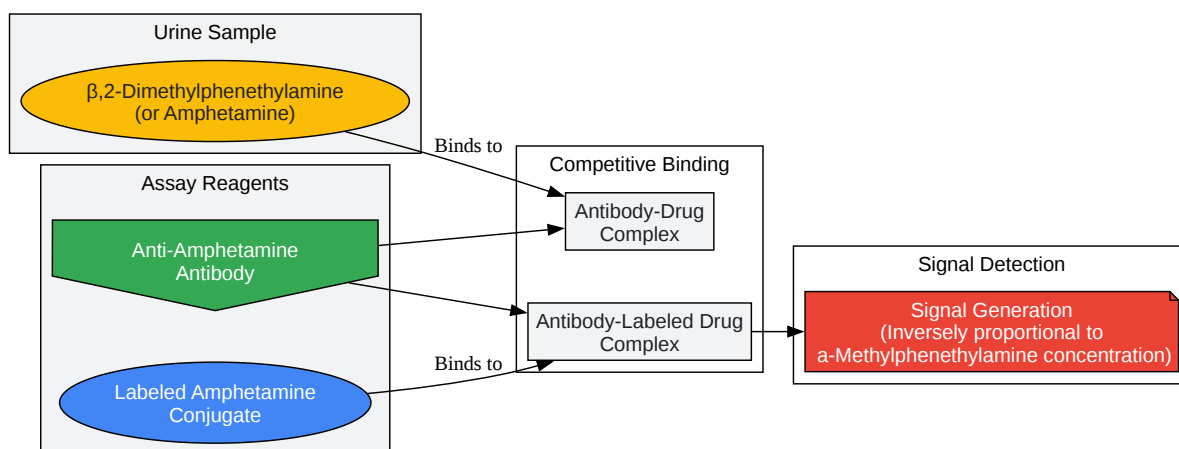 Urine Sample
β,2-Dimethylphenethylamine
(or Amphetamine)
Binds to
Assay Reagents
Anti-Amphetamine
Antibody
Labeled Amphetamine
Conjugate
Binds to
Competitive Binding
Antibody-Drug
Complex
Antibody-Labeled Drug
Complex
Signal Detection
Signal Generation
(Inversely proportional to
a-Methylphenethylamine concentration)